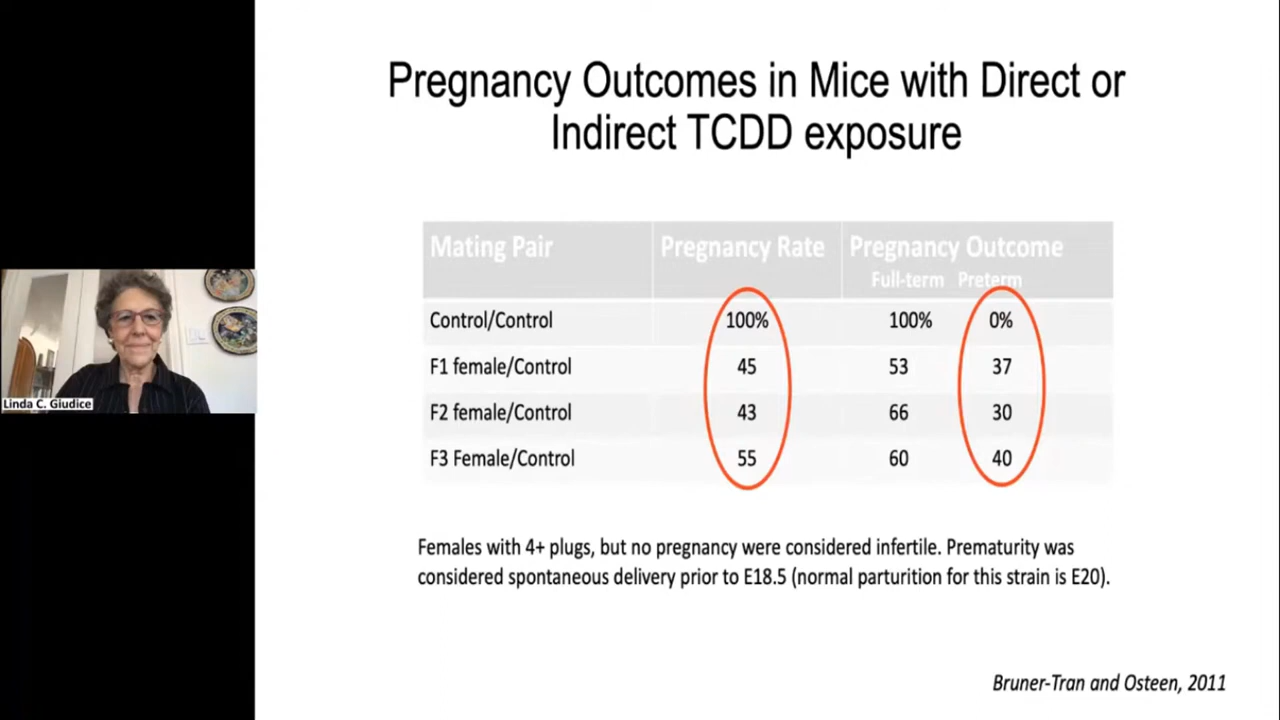 Pregnancy Outcomes in Mice with Direct or
Indirect TCDD exposure
Mating Pair Pregnancy Rate Pregnancy Outcome
Full-term Preterm
Control/Control 100% 100% 0%
F1 female/Control 45 53 37
F2 female/Control 43 66 30
F3 Female/Control 55 60 40
Linda C. Giudice
Females with 4+ plugs, but no pregnancy were considered infertile. Prematurity was
considered spontaneous delivery prior to E18.5 (normal parturition for this strain is E20).
Bruner-Tran and Osteen, 2011